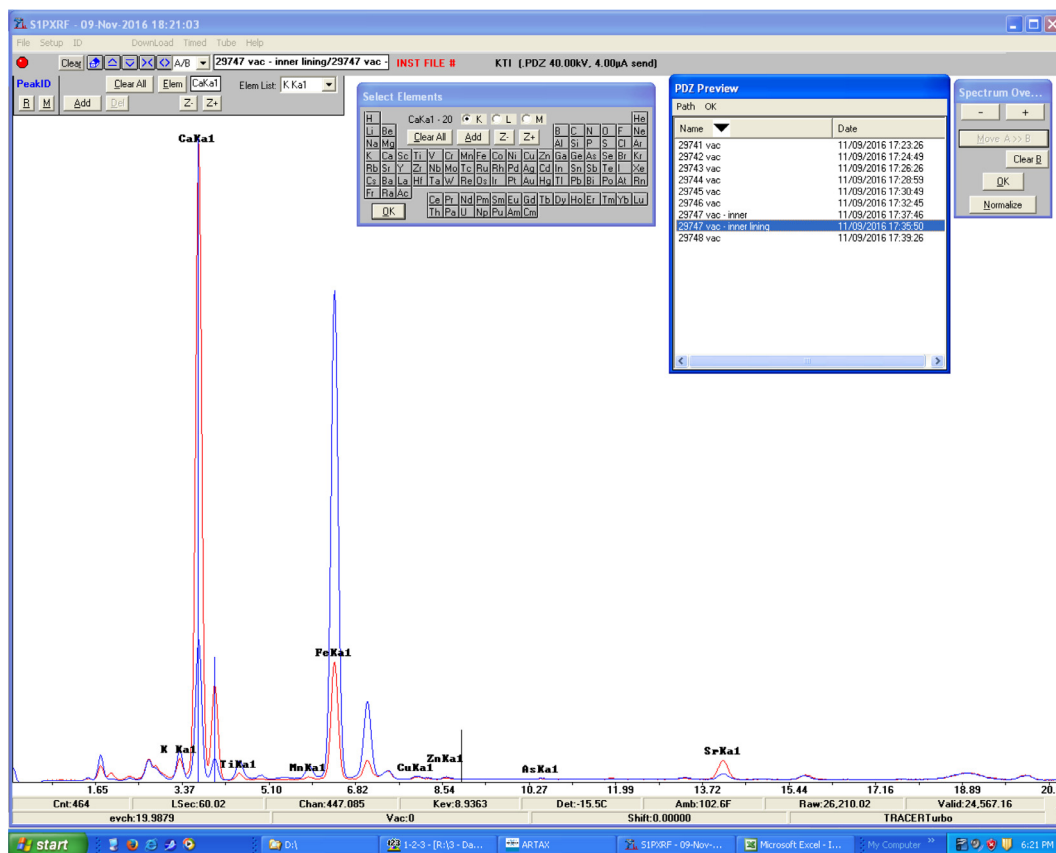 S1PXRF - 09-Nov-2016 18:21:03
File Setup ID DownLoad Timed Tube Help
Clear A/B 29747 vac - inner lining/29747 vac - INST FILE # KTI (.PDZ 40.00kV, 4.00µA send)
PeakID Clear All Elem CaKa1 Elem List: K Ka1
R M Add Del Z- Z+
CaKa1
Select Elements
H CaKa1 - 20 K L M He
Li Be Clear All Add Z- Z+ B C N O F Ne
Na Mg Al Si P S Cl Ar
K Ca Sc Ti V Cr Mn Fe Co Ni Cu Zn Ga Ge As Se Br Kr
Rb Sr Y Zr Nb Mo Tc Ru Rh Pd Ag Cd In Sn Sb Te I Xe
Cs Ba La Hf Ta W Re Os Ir Pt Au Hg Tl Pb Bi Po At Rn
Fr Ra Ac
Ce Pr Nd Pm Sm Eu Gd Tb Dy Ho Er Tm Yb Lu
OK Th Pa U Np Pu Am Cm
PDZ Preview
Path OK
Name Date
29741 vac 11/09/2016 17:23:26
29742 vac 11/09/2016 17:24:49
29743 vac 11/09/2016 17:26:26
29744 vac 11/09/2016 17:28:59
29745 vac 11/09/2016 17:30:49
29746 vac 11/09/2016 17:32:45
29747 vac - inner 11/09/2016 17:37:46
29747 vac - inner lining 11/09/2016 17:35:50
29748 vac 11/09/2016 17:39:26
Spectrum Ove...
- +
Move A >> B
Clear B
OK
Normalize
FeKa1
K Ka1
TiKa1
MnKa1
CuKa1
ZnKa1
AsKa1
SrKa1
1.65 3.37 5.10 6.82 8.54 10.27 11.99 13.72 15.44 17.16 18.89 20.
Cnt:464 LSec:60.02 Chan:447.085 Kev:8.9363 Det:-15.5C Amb:102.6F Raw:26,210.02 Valid:24,567.16
evch:19.9879 Vac:0 Shift:0.00000 TRACERTurbo
start D:\ 1-2-3 - [R:\3 - Da... ARTAX S1PXRF - 09-Nov-... Microsoft Excel - I... My Computer » 6:21 PM